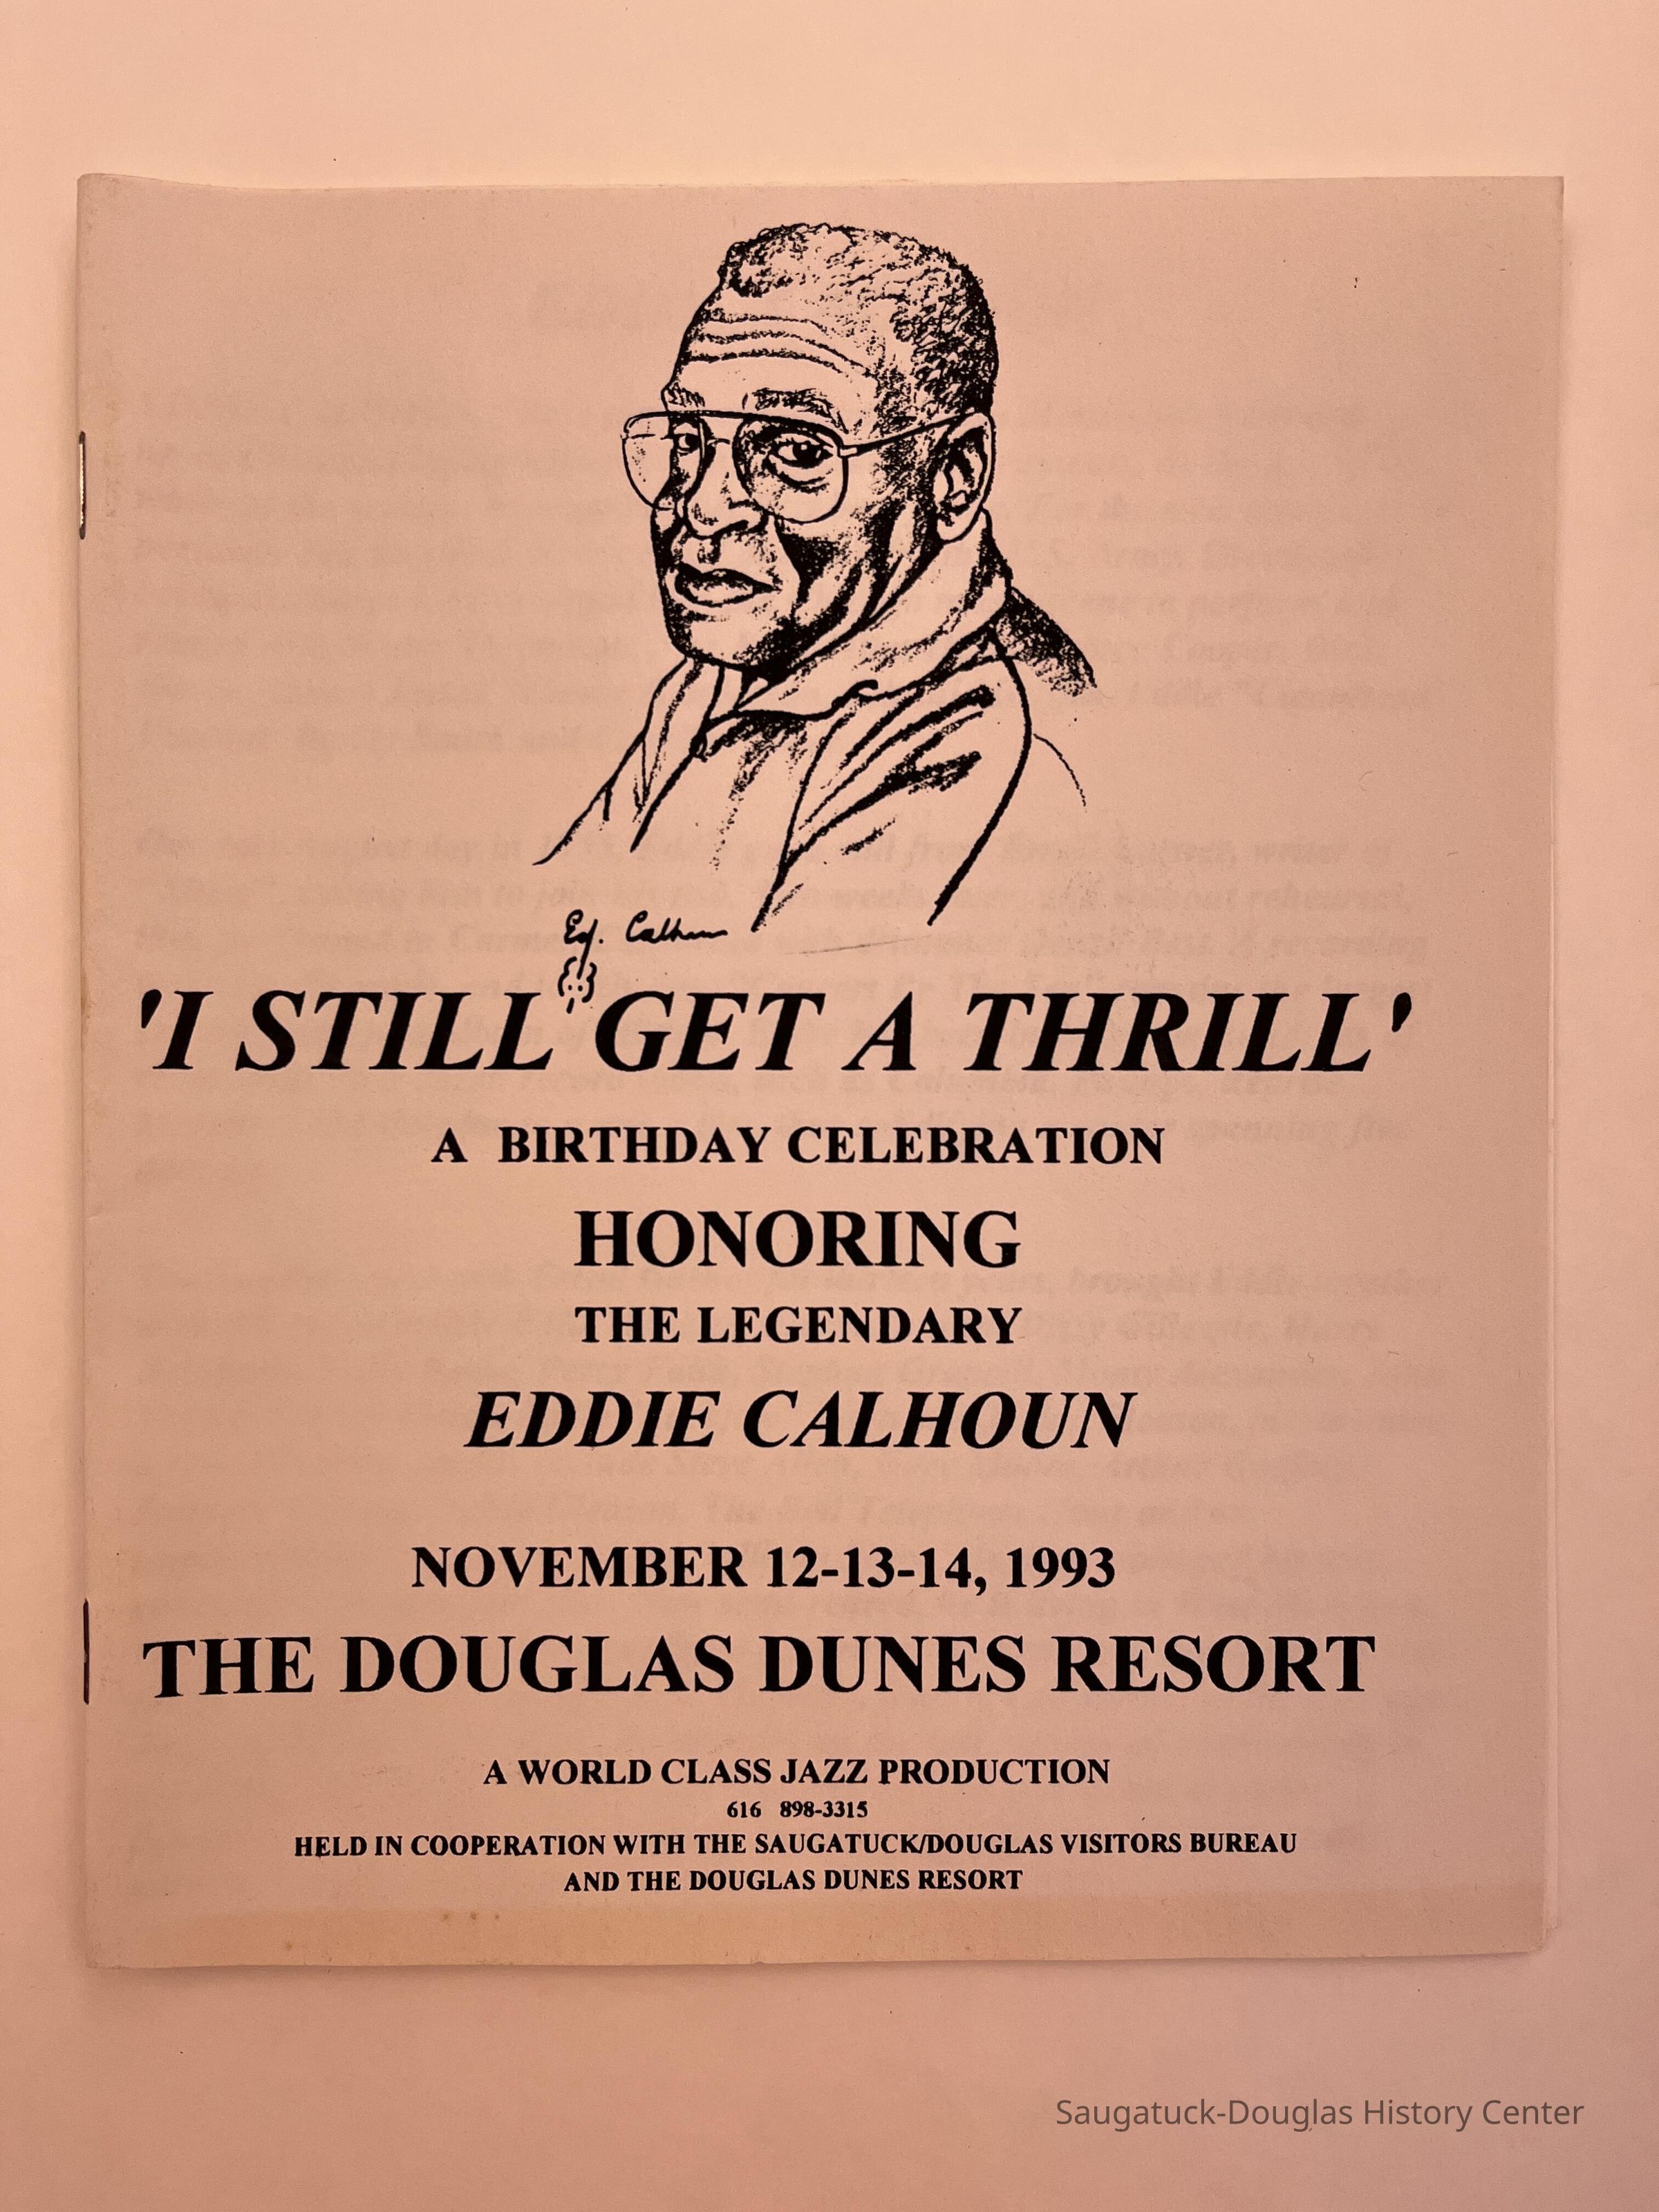 Ed. Calhoun
'I STILL GET A THRILL'
A BIRTHDAY CELEBRATION
HONORING
THE LEGENDARY
EDDIE CALHOUN
NOVEMBER 12-13-14, 1993
THE DOUGLAS DUNES RESORT
A WORLD CLASS JAZZ PRODUCTION
616 898-3315
HELD IN COOPERATION WITH THE SAUGATUCK/DOUGLAS VISITORS BUREAU
AND THE DOUGLAS DUNES RESORT
Saugatuck-Douglas History Center